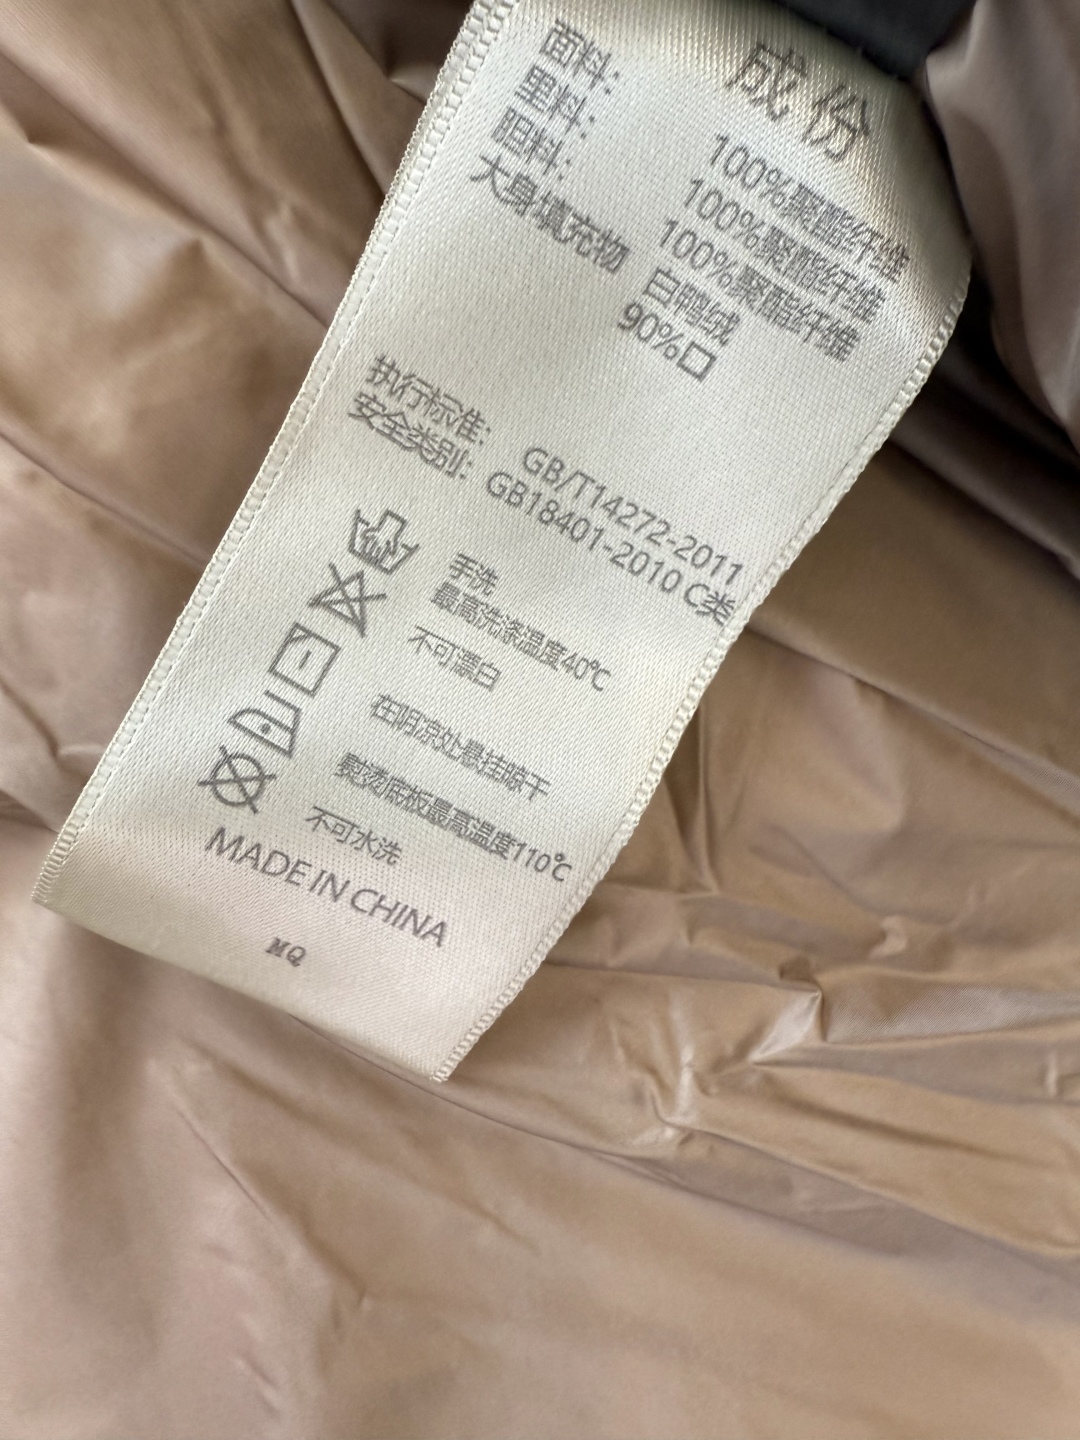 成份
面料: 100%聚酯纤维
里料: 100%聚酯纤维
阻料: 100%聚酯纤维
大身填充物 白鸭绒
90%口
执行标准: GB/T14272-2011
安全类别: GB18401-2010 C类
手洗
最高洗涤温度40℃
不可漂白
在阻凉处悬挂晾干
熨烫底板最高温度110℃
不可水洗
MADE IN CHINA
MQ